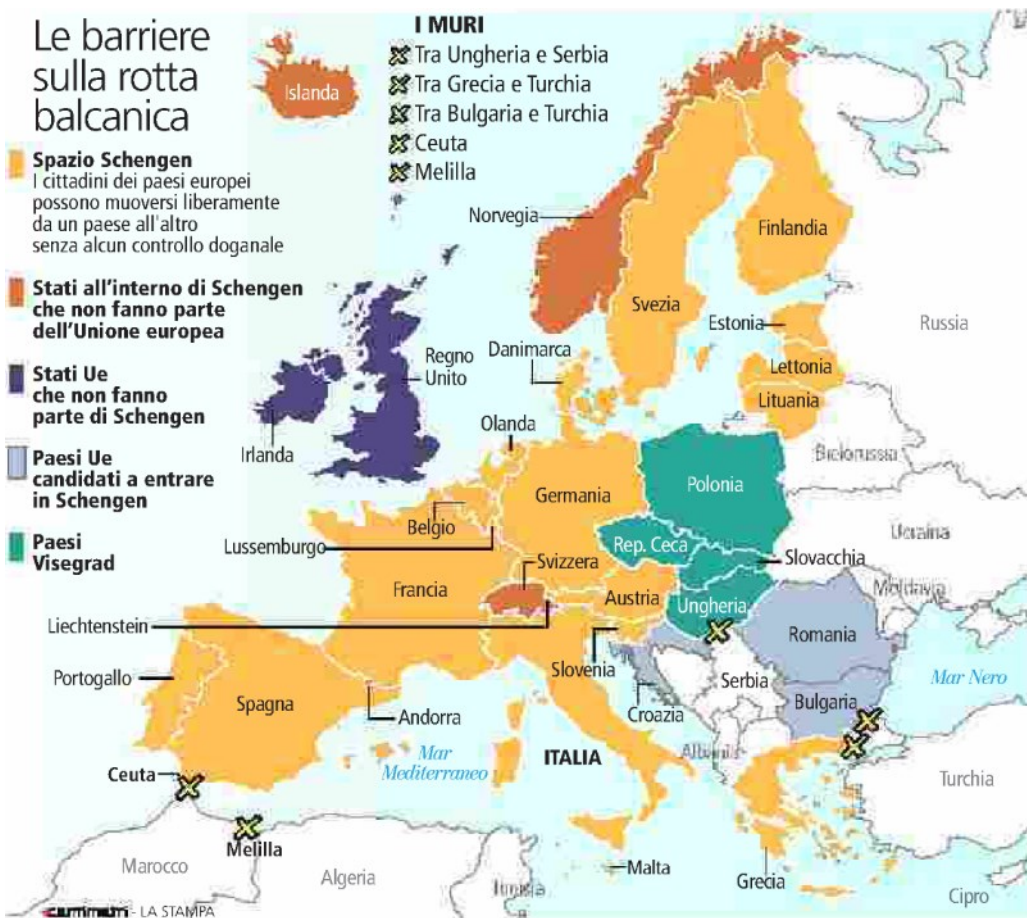 Le barriere
sulla rotta
balcanica
Spazio Schengen
I cittadini dei paesi europei
possono muoversi liberamente
da un paese all'altro
senza alcun controllo doganale
Stati all'interno di Schengen
che non fanno parte
dell'Unione europea
Stati Ue
che non fanno
parte di Schengen
Paesi Ue
candidati a entrare
in Schengen
Paesi
Visegrad
I MURI
Tra Ungheria e Serbia
Tra Grecia e Turchia
Tra Bulgaria e Turchia
Ceuta
Melilla
Islanda
Norvegia
Finlandia
Svezia
Estonia
Russia
Danimarca
Lettonia
Regno
Unito
Lituania
Olanda
Irlanda
Bielorussia
Polonia
Germania
Belgio
Ucraina
Lussemburgo
Rep. Ceca
Slovacchia
Svizzera
Moldavia
Francia
Austria
Ungheria
Liechtenstein
Romania
Slovenia
Portogallo
Serbia
Mar Nero
Spagna
Bulgaria
Andorra
Croazia
Mar
Mediterraneo
ITALIA
Albania
Ceuta
Turchia
Melilla
Marocco
Algeria
Malta
Tunisia
Grecia
Cipro
centimetri - LA STAMPA